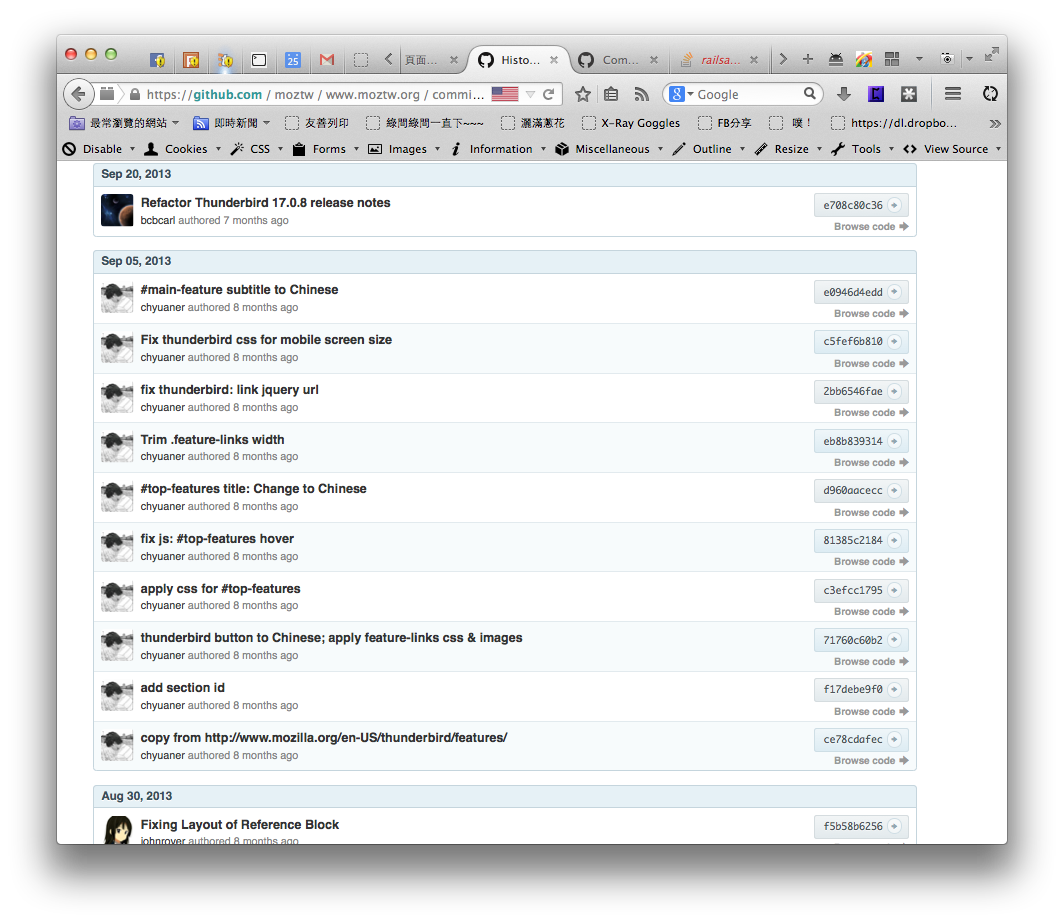 25
頁面...
Histo...
Com...
railsa...
https://github.com / moztw / www.moztw.org / commi...
8 Google
最常瀏覽的網站
即時新聞
友善列印
綠間綠間一直下~~~
灑滿蔥花
X-Ray Goggles
FB分享
噗！
https://dl.dropbo...
Disable
Cookies
CSS
Forms
Images
Information
Miscellaneous
Outline
Resize
Tools
View Source
Sep 20, 2013
Refactor Thunderbird 17.0.8 release notes
e708c80c36
bcbcarl authored 7 months ago
Browse code
Sep 05, 2013
#main-feature subtitle to Chinese
e0946d4edd
chyuaner authored 8 months ago
Browse code
Fix thunderbird css for mobile screen size
c5fef6b810
chyuaner authored 8 months ago
Browse code
fix thunderbird: link jquery url
2bb6546fae
chyuaner authored 8 months ago
Browse code
Trim .feature-links width
eb8b839314
chyuaner authored 8 months ago
Browse code
#top-features title: Change to Chinese
d960aacecc
chyuaner authored 8 months ago
Browse code
fix js: #top-features hover
81385c2184
chyuaner authored 8 months ago
Browse code
apply css for #top-features
c3efcc1795
chyuaner authored 8 months ago
Browse code
thunderbird button to Chinese; apply feature-links css & images
71760c60b2
chyuaner authored 8 months ago
Browse code
add section id
f17debe9f0
chyuaner authored 8 months ago
Browse code
copy from http://www.mozilla.org/en-US/thunderbird/features/
ce78cdafec
chyuaner authored 8 months ago
Browse code
Aug 30, 2013
Fixing Layout of Reference Block
f5b58b6256
johnroyer authored 8 months ago